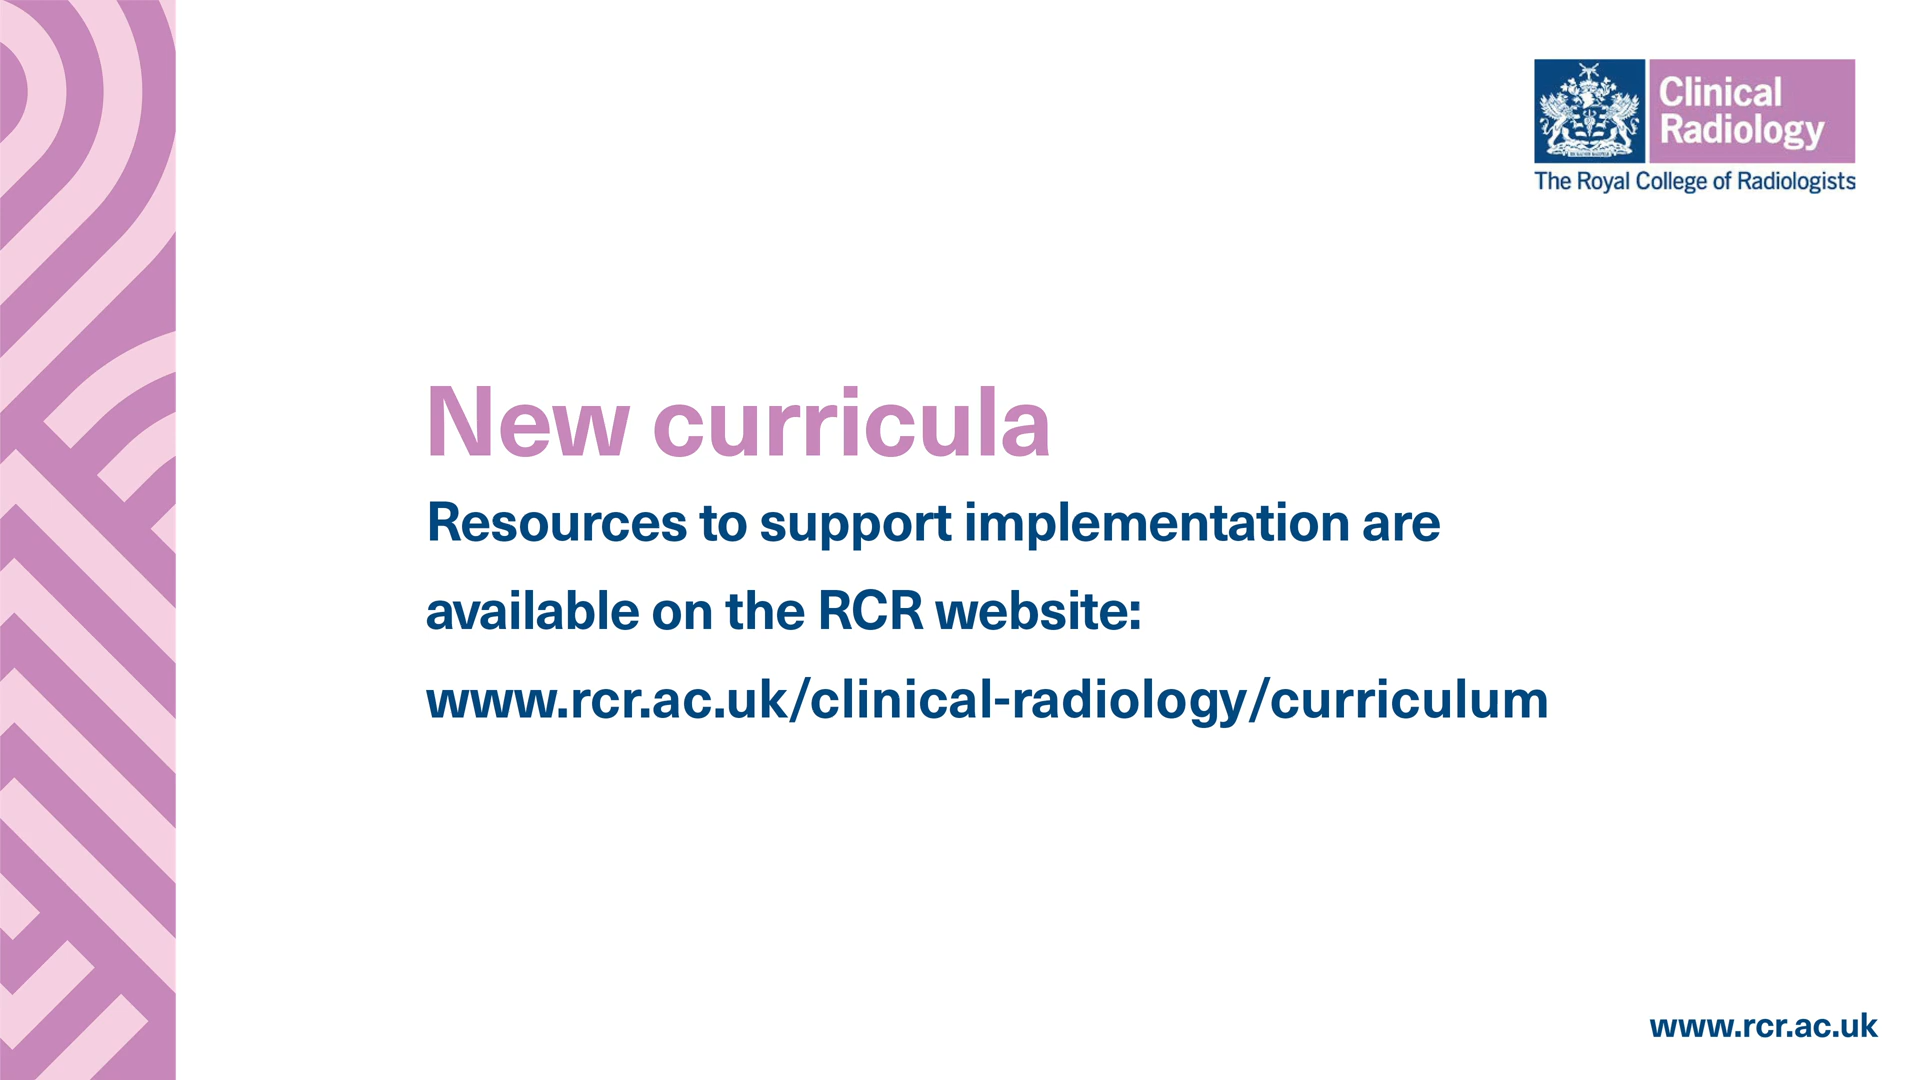 Clinical
Radiology
The Royal College of Radiologists
New curricula
Resources to support implementation are
available on the RCR website:
www.rcr.ac.uk/clinical-radiology/curriculum
www.rcr.ac.uk